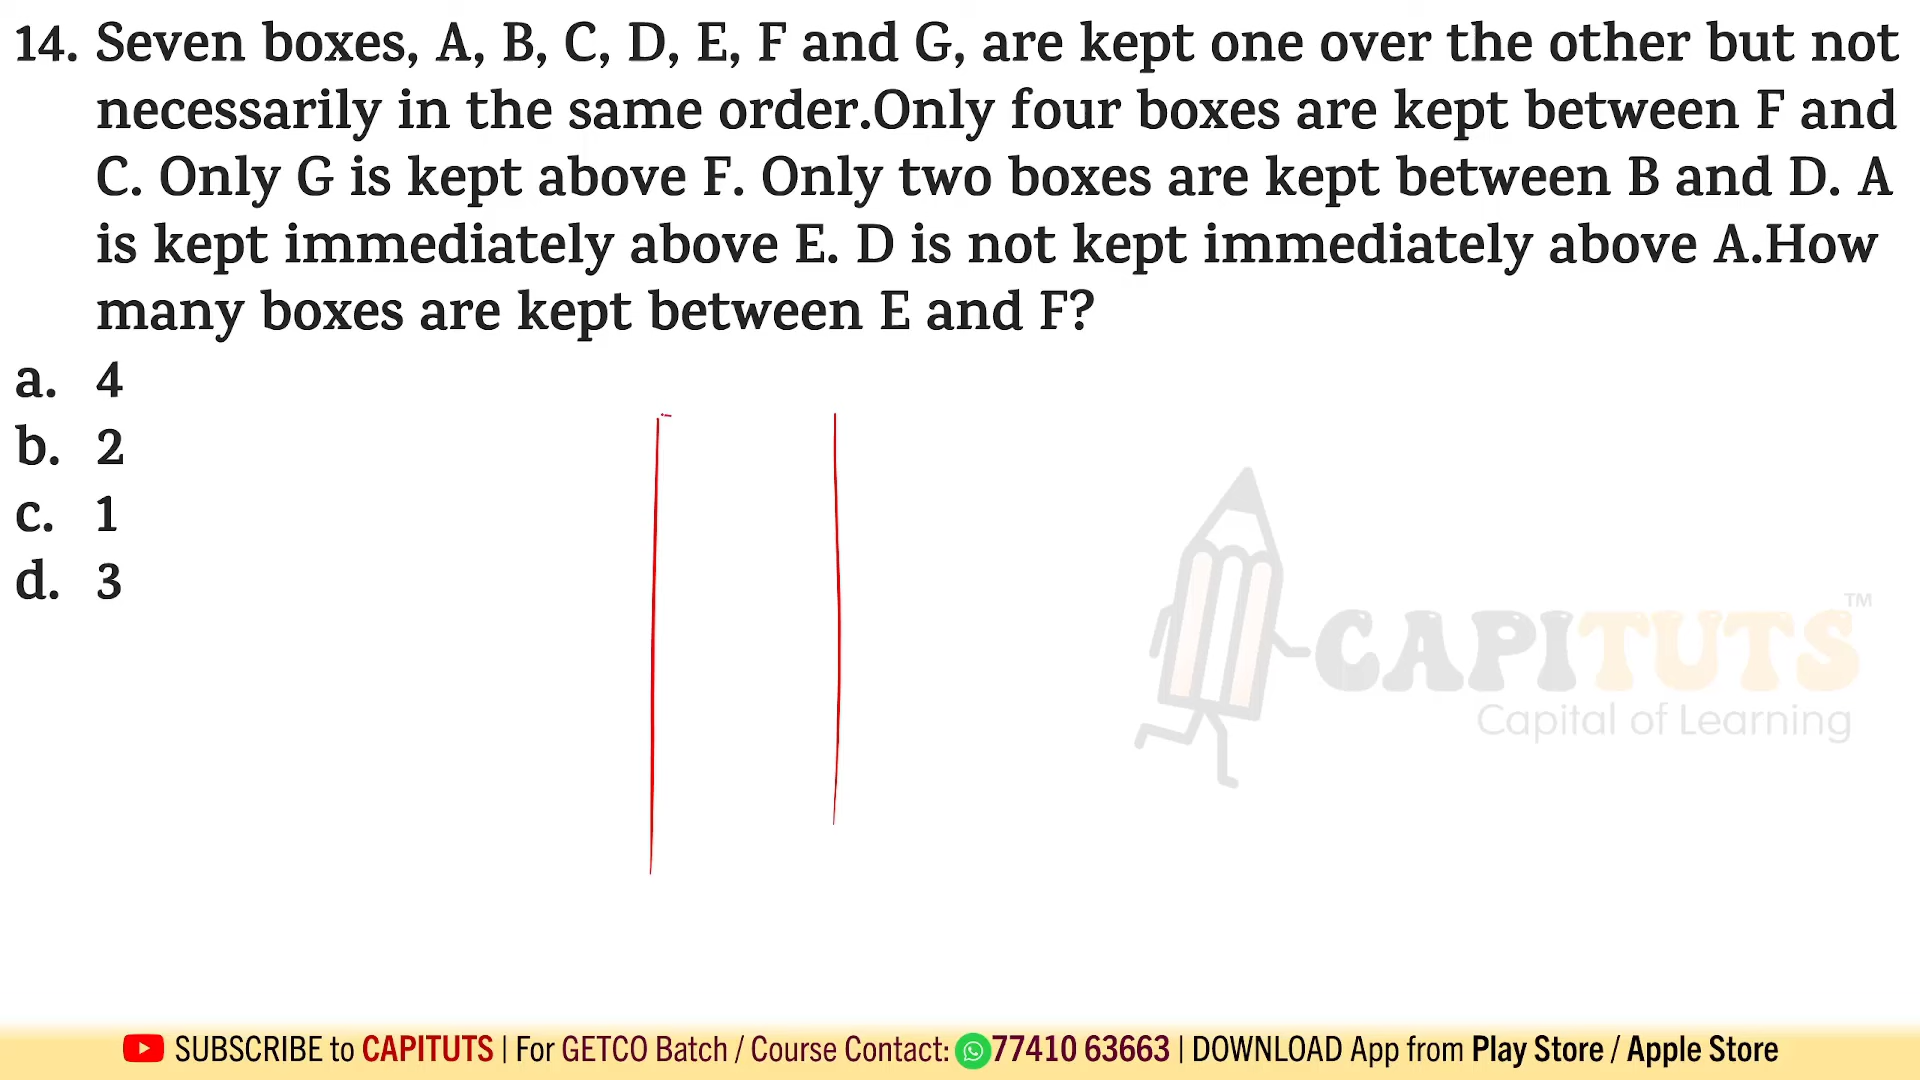 14. Seven boxes, A, B, C, D, E, F and G, are kept one over the other but not
necessarily in the same order.Only four boxes are kept between F and
C. Only G is kept above F. Only two boxes are kept between B and D. A
is kept immediately above E. D is not kept immediately above A.How
many boxes are kept between E and F?
a. 4
b. 2
c. 1
d. 3
CAPITUTS™
Capital of Learning
SUBSCRIBE to CAPITUTS | For GETCO Batch / Course Contact: 77410 63663 | DOWNLOAD App from Play Store / Apple Store